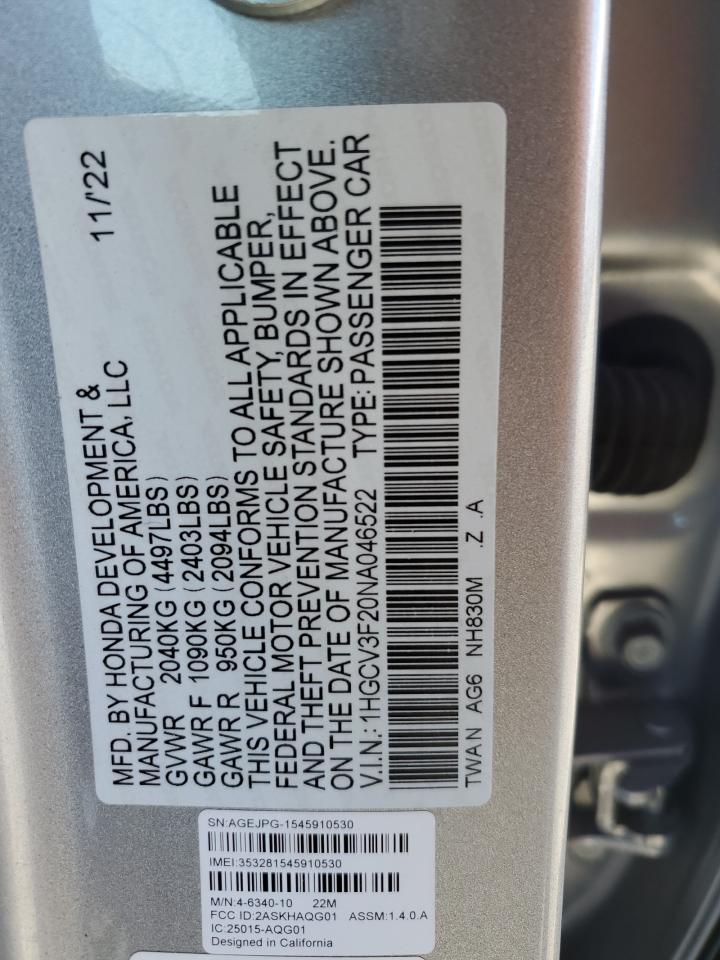 MFD. BY HONDA DEVELOPMENT & 11/'22
MANUFACTURING OF AMERICA, LLC
GVWR 2040KG (4497LBS)
GAWR F 1090KG (2403LBS)
GAWR R 950KG (2094LBS)
THIS VEHICLE CONFORMS TO ALL APPLICABLE
FEDERAL MOTOR VEHICLE SAFETY, BUMPER,
AND THEFT PREVENTION STANDARDS IN EFFECT
ON THE DATE OF MANUFACTURE SHOWN ABOVE.
V.I.N.: 1HGCV3F20NA046522 TYPE: PASSENGER CAR
TWAN AG6 NH830M .Z .A
SN:AGEJPG-1545910530
IMEI:353281545910530
M/N:4-6340-10 22M
FCC ID:2ASKHAQG01 ASSM:1.4.0.A
IC:25015-AQG01
Designed in California